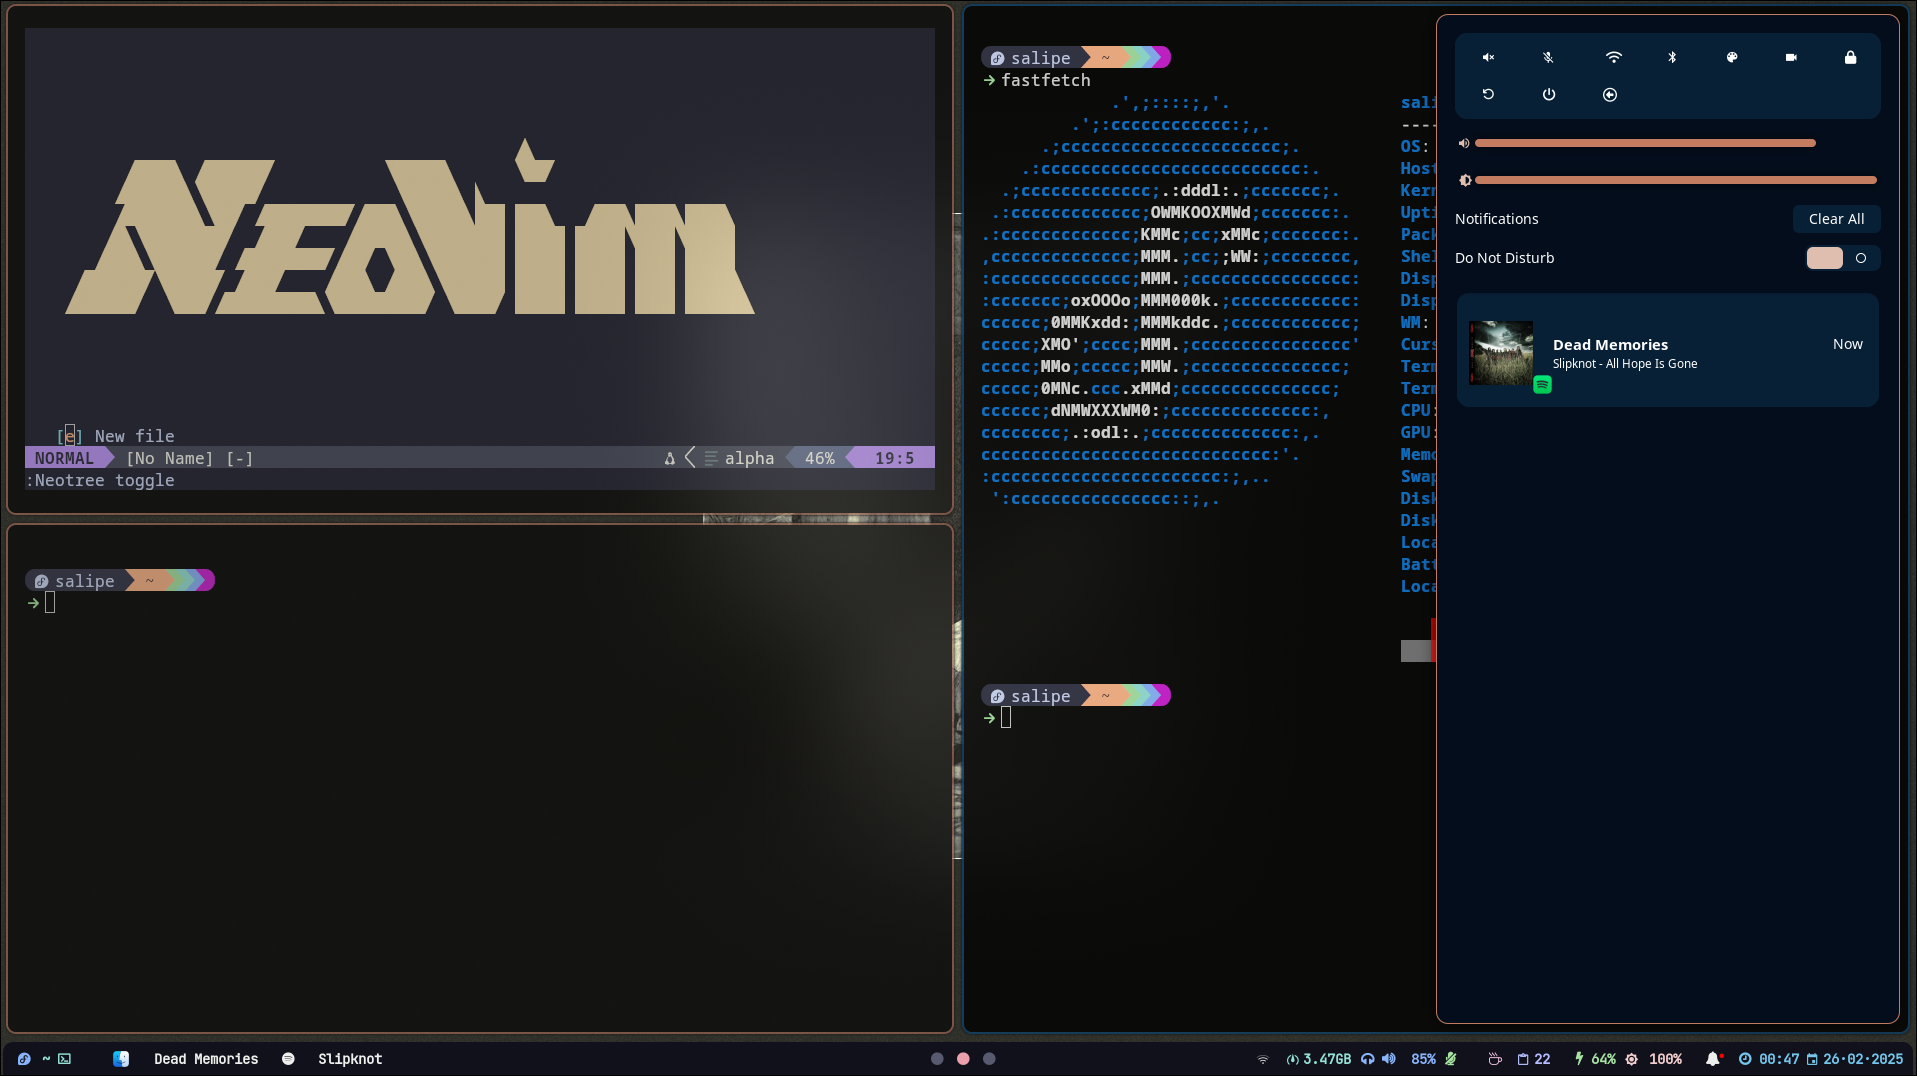 NEOVIM
[e] New file
NORMAL [No Name] [-] alpha 46% 19:5
:Neotree toggle
salipe ~
→
salipe ~
→ fastfetch
.',;::::;,'.
.';:cccccccccccc:;,.
.;cccccccccccccccccccccc;.
.:cccccccccccccccccccccccccc:.
.;ccccccccccccc;.:dddl:.;ccccccc;.
.:ccccccccccccc;OWMKOOXMWd;ccccccc:.
.:ccccccccccccc;KMMc;cc;xMMc;ccccccc:.
,cccccccccccccc;MMM.;cc;;WW:;cccccccc,
:cccccccccccccc;MMM.;cccccccccccccccc:
:ccccccc;oxOOOo;MMM000k.;cccccccccccc:
cccccc;0MMKxdd:;MMMkddc.;cccccccccccc;
ccccc;XMO';cccc;MMM.;cccccccccccccccc'
ccccc;MMo;ccccc;MMW.;ccccccccccccccc;
ccccc;0MNc.ccc.xMMd;ccccccccccccccc;
cccccc;dNMWXXXWM0:;cccccccccccccc:,
cccccccc;.:odl:.;cccccccccccccc:,.
ccccccccccccccccccccccccccccc:'.
:ccccccccccccccccccccccc:;,..
':cccccccccccccccc::;,.
sali
----
OS:
Host
Kern
Upti
Pack
Shel
Disp
Disp
WM:
Curs
Term
Term
CPU:
GPU:
Memo
Swap
Disk
Disk
Loca
Batt
Loca
salipe ~
→
Notifications Clear All
Do Not Disturb
Dead Memories Now
Slipknot - All Hope Is Gone
~ Dead Memories Slipknot 3.47GB 85% 22 64% 100% 00:47 26·02·2025